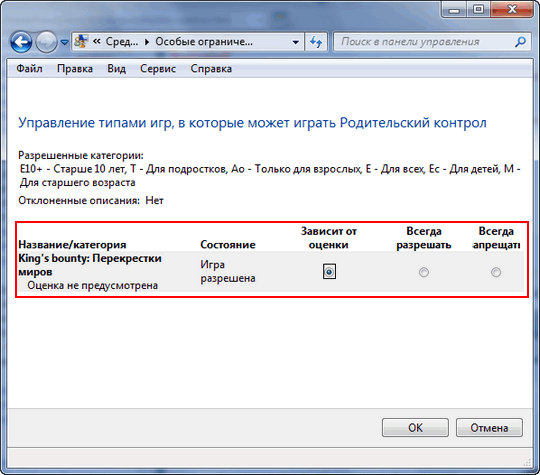 « Сред... ▸ Особые ограниче...
Поиск в панели управления
Файл Правка Вид Сервис Справка
Управление типами игр, в которые может играть Родительский контрол
Разрешенные категории:
E10+ - Старше 10 лет, T - Для подростков, Ao - Только для взрослых, E - Для всех, Ec - Для детей, M -
Для старшего возраста
Отклоненные описания: Нет
Зависит от Всегда Всегда
Название/категория Состояние оценки разрешать апрещать
King's bounty: Перекрестки
миров
Игра
разрешена
Оценка не предусмотрена
OK Отмена